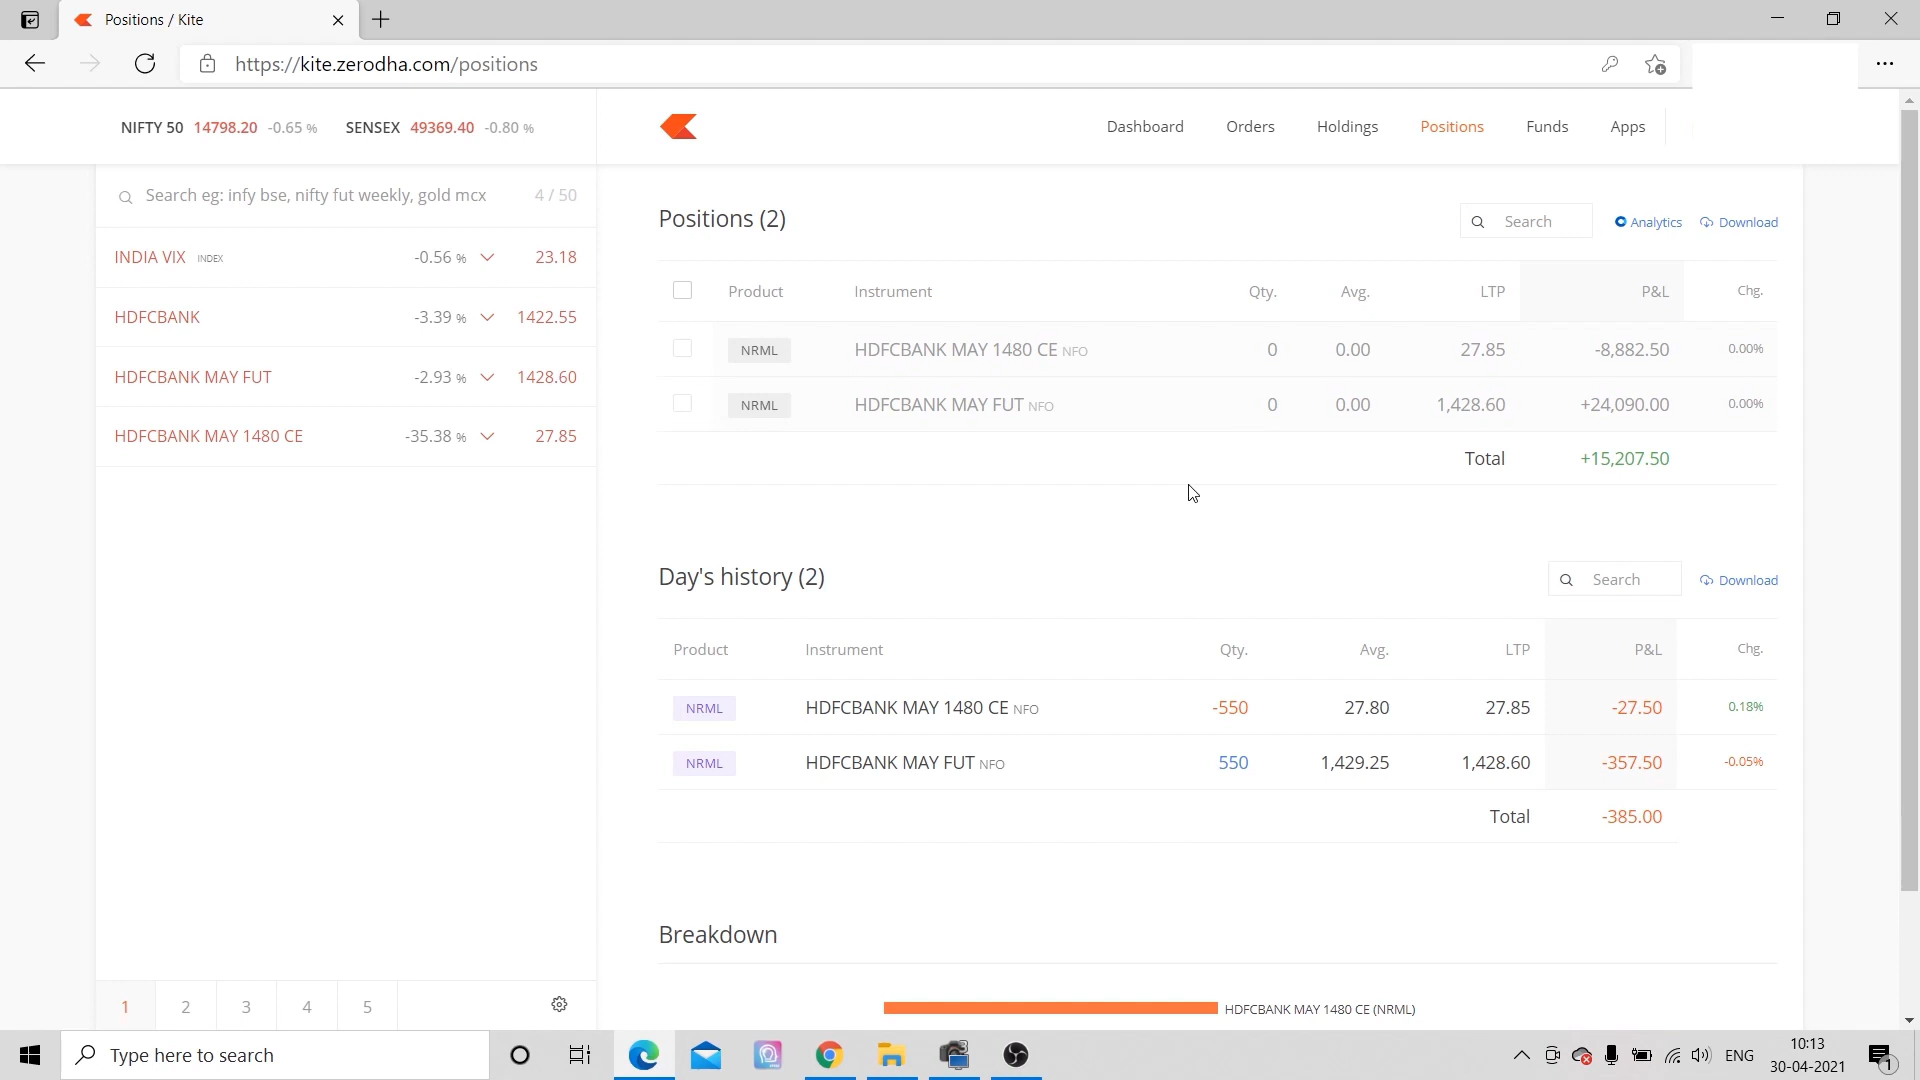 Positions / Kite
https://kite.zerodha.com/positions
NIFTY 50 14798.20 -0.65 % SENSEX 49369.40 -0.80 %
Dashboard Orders Holdings Positions Funds Apps
Search eg: infy bse, nifty fut weekly, gold mcx 4 / 50
INDIA VIX INDEX -0.56 % 23.18
HDFCBANK -3.39 % 1422.55
HDFCBANK MAY FUT -2.93 % 1428.60
HDFCBANK MAY 1480 CE -35.38 % 27.85
1 2 3 4 5
Positions (2) Search Analytics Download
Product Instrument Qty. Avg. LTP P&L Chg.
NRML HDFCBANK MAY 1480 CE NFO 0 0.00 27.85 -8,882.50 0.00%
NRML HDFCBANK MAY FUT NFO 0 0.00 1,428.60 +24,090.00 0.00%
Total +15,207.50
Day's history (2) Search Download
Product Instrument Qty. Avg. LTP P&L Chg.
NRML HDFCBANK MAY 1480 CE NFO -550 27.80 27.85 -27.50 0.18%
NRML HDFCBANK MAY FUT NFO 550 1,429.25 1,428.60 -357.50 -0.05%
Total -385.00
Breakdown
HDFCBANK MAY 1480 CE (NRML)
Type here to search
ENG
10:13
30-04-2021
1